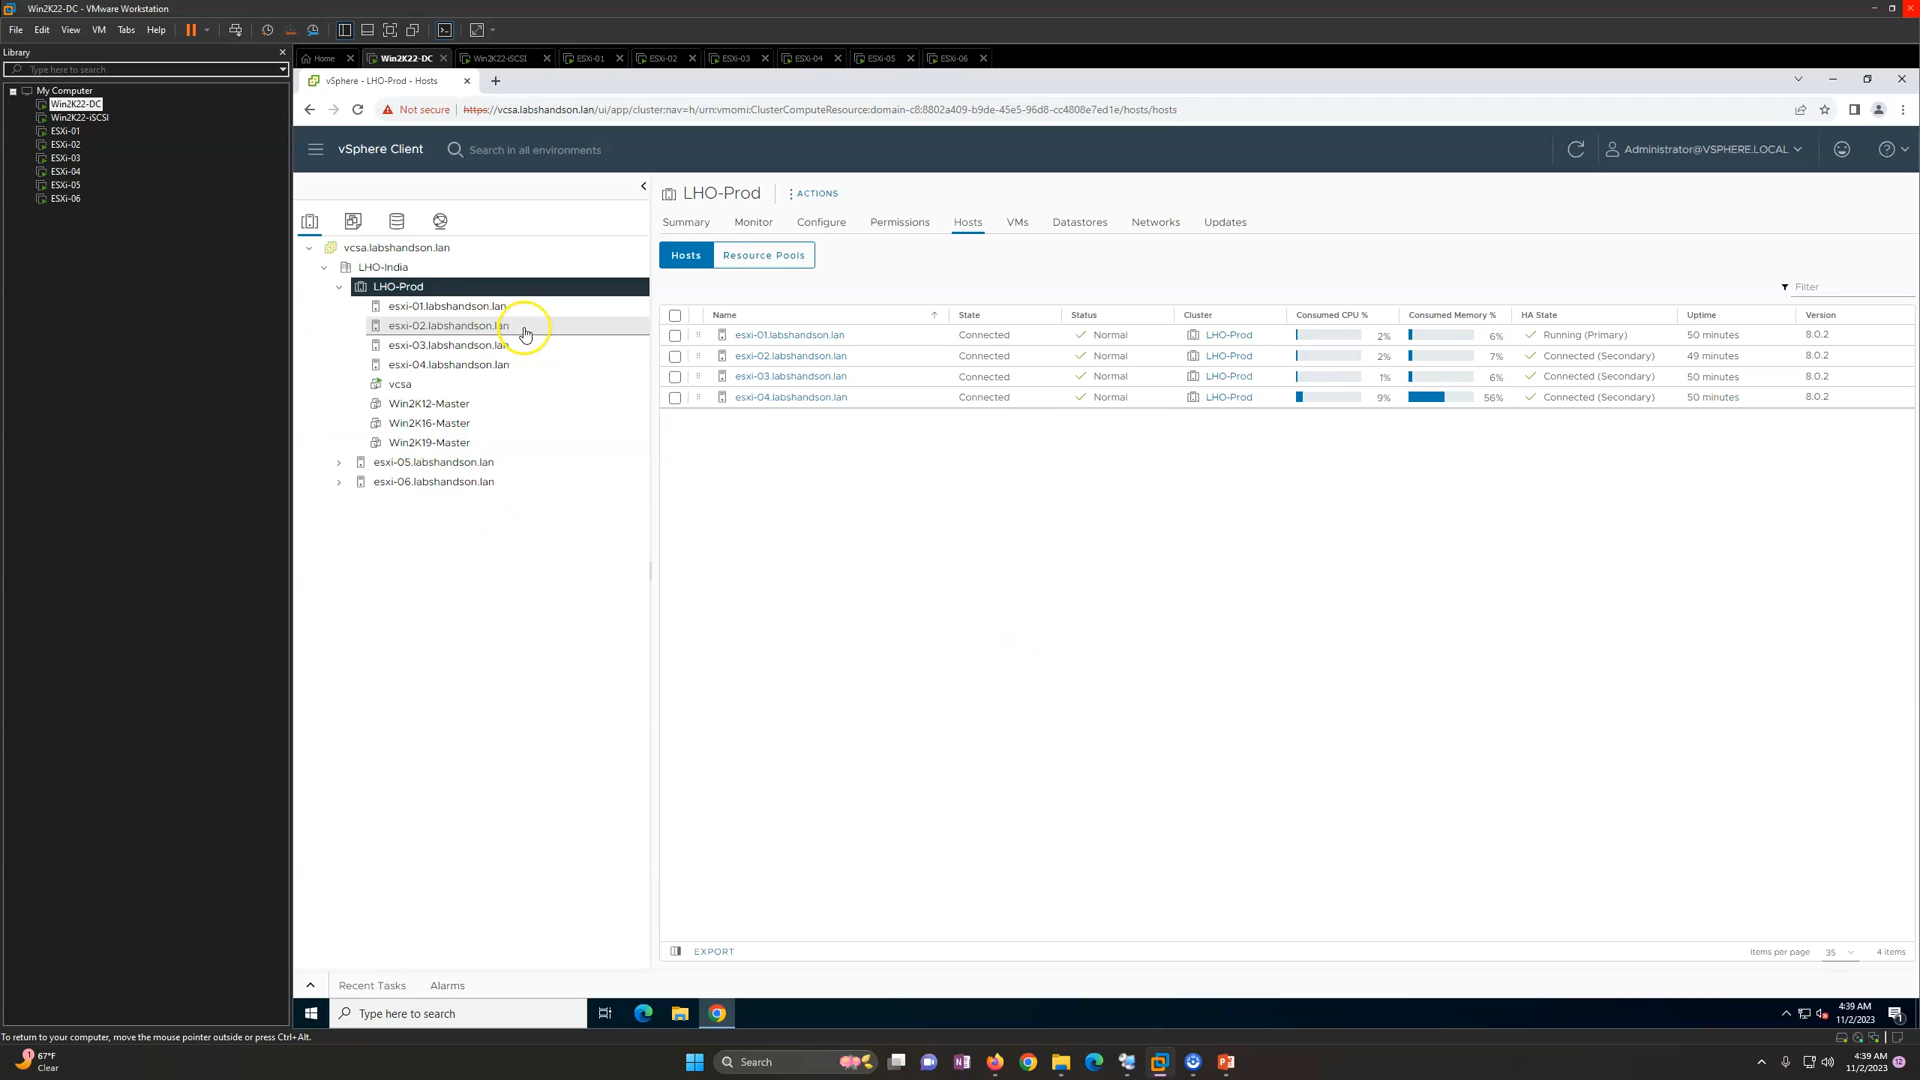 Win2K22-DC - VMware Workstation
File Edit View VM Tabs Help
Library
Type here to search
My Computer
Win2K22-DC
Win2K22-iSCSI
ESXi-01
ESXi-02
ESXi-03
ESXi-04
ESXi-05
ESXi-06
Home Win2K22-DC Win2K22-iSCSI ESXi-01 ESXi-02 ESXi-03 ESXi-04 ESXi-05 ESXi-06
vSphere - LHO-Prod - Hosts
Not secure https://vcsa.labshandson.lan/ui/app/cluster:nav=h/urn:vmomi:ClusterComputeResource:domain-c8:8802a409-b9de-45e5-96d8-cc4808e7ed1e/hosts/hosts
vSphere Client Search in all environments Administrator@VSPHERE.LOCAL
vcsa.labshandson.lan
LHO-India
LHO-Prod
esxi-01.labshandson.lan
esxi-02.labshandson.lan
esxi-03.labshandson.lan
esxi-04.labshandson.lan
vcsa
Win2K12-Master
Win2K16-Master
Win2K19-Master
esxi-05.labshandson.lan
esxi-06.labshandson.lan
LHO-Prod ACTIONS
Summary Monitor Configure Permissions Hosts VMs Datastores Networks Updates
Hosts Resource Pools
Filter
Name State Status Cluster Consumed CPU % Consumed Memory % HA State Uptime Version
esxi-01.labshandson.lan Connected Normal LHO-Prod 2% 6% Running (Primary) 50 minutes 8.0.2
esxi-02.labshandson.lan Connected Normal LHO-Prod 2% 7% Connected (Secondary) 49 minutes 8.0.2
esxi-03.labshandson.lan Connected Normal LHO-Prod 1% 6% Connected (Secondary) 50 minutes 8.0.2
esxi-04.labshandson.lan Connected Normal LHO-Prod 9% 56% Connected (Secondary) 50 minutes 8.0.2
EXPORT Items per page 35 4 items
Recent Tasks Alarms
Type here to search
4:39 AM
11/2/2023
1
To return to your computer, move the mouse pointer outside or press Ctrl+Alt.
1
67°F
Clear
Search
4:39 AM
11/2/2023
12